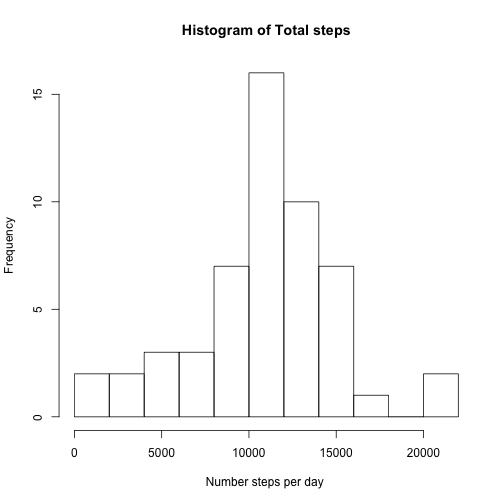 Histogram of Total steps
Frequency
15
10
5
0
0 5000 10000 15000 20000
Number steps per day